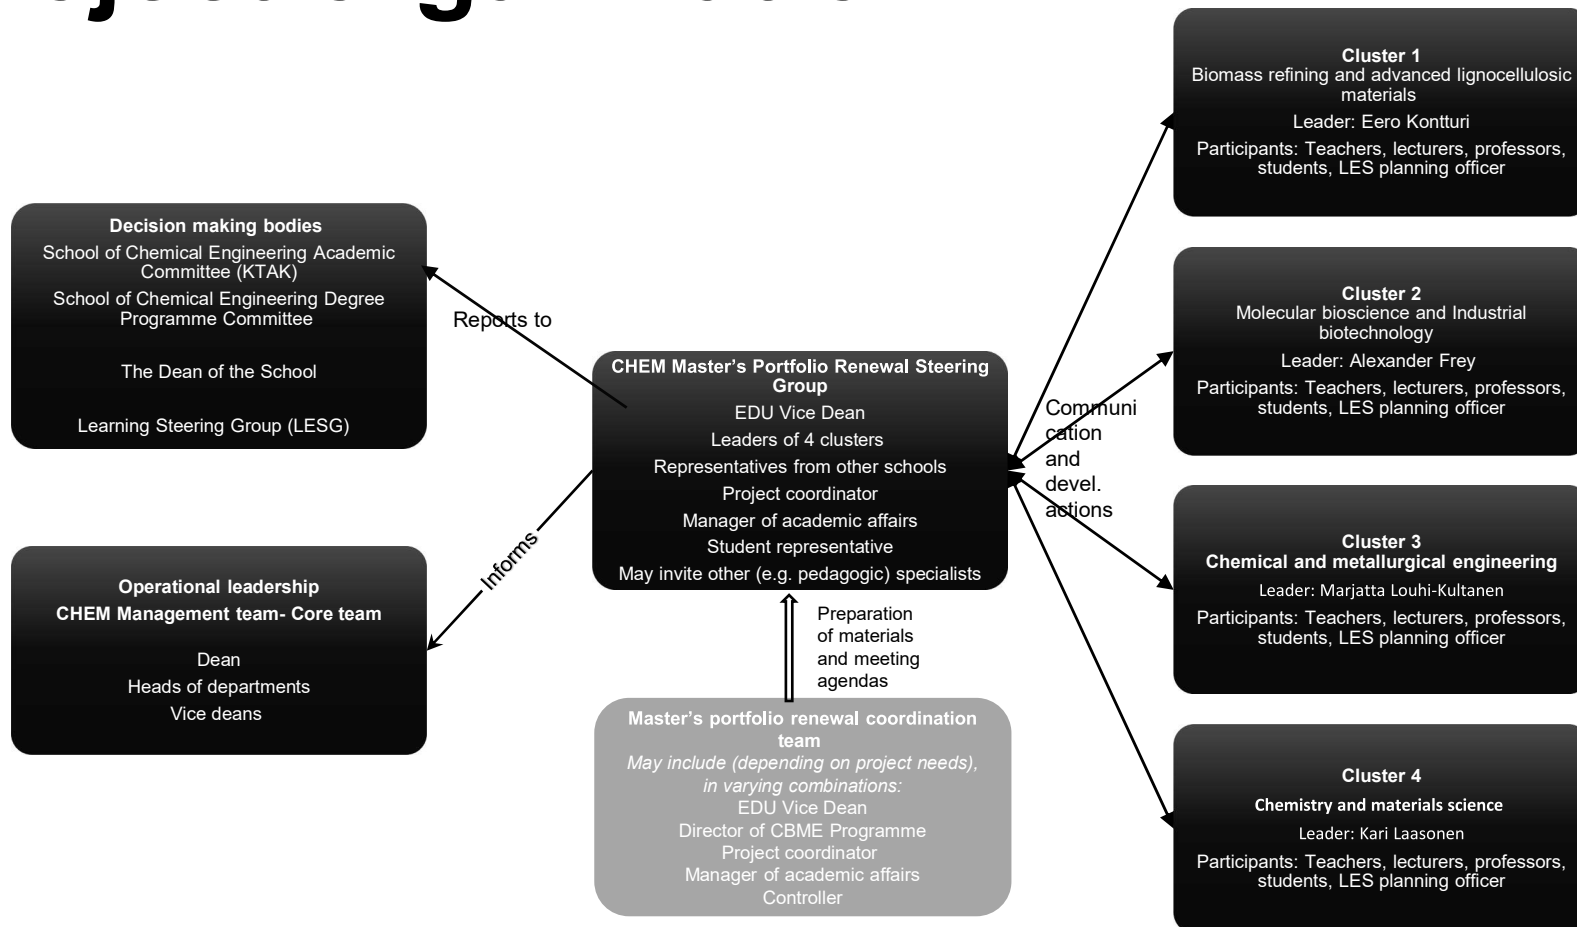 Decision making bodies
School of Chemical Engineering Academic
Committee (KTAK)
School of Chemical Engineering Degree
Programme Committee
The Dean of the School
Learning Steering Group (LESG)
Operational leadership
CHEM Management team- Core team
Dean
Heads of departments
Vice deans
Reports to
Informs
CHEM Master’s Portfolio Renewal Steering
Group
EDU Vice Dean
Leaders of 4 clusters
Representatives from other schools
Project coordinator
Manager of academic affairs
Student representative
May invite other (e.g. pedagogic) specialists
Preparation
of materials
and meeting
agendas
Master’s portfolio renewal coordination
team
May include (depending on project needs),
in varying combinations:
EDU Vice Dean
Director of CBME Programme
Project coordinator
Manager of academic affairs
Controller
Communi
cation
and
devel.
actions
Cluster 1
Biomass refining and advanced lignocellulosic
materials
Leader: Eero Kontturi
Participants: Teachers, lecturers, professors,
students, LES planning officer
Cluster 2
Molecular bioscience and Industrial
biotechnology
Leader: Alexander Frey
Participants: Teachers, lecturers, professors,
students, LES planning officer
Cluster 3
Chemical and metallurgical engineering
Leader: Marjatta Louhi-Kultanen
Participants: Teachers, lecturers, professors,
students, LES planning officer
Cluster 4
Chemistry and materials science
Leader: Kari Laasonen
Participants: Teachers, lecturers, professors,
students, LES planning officer